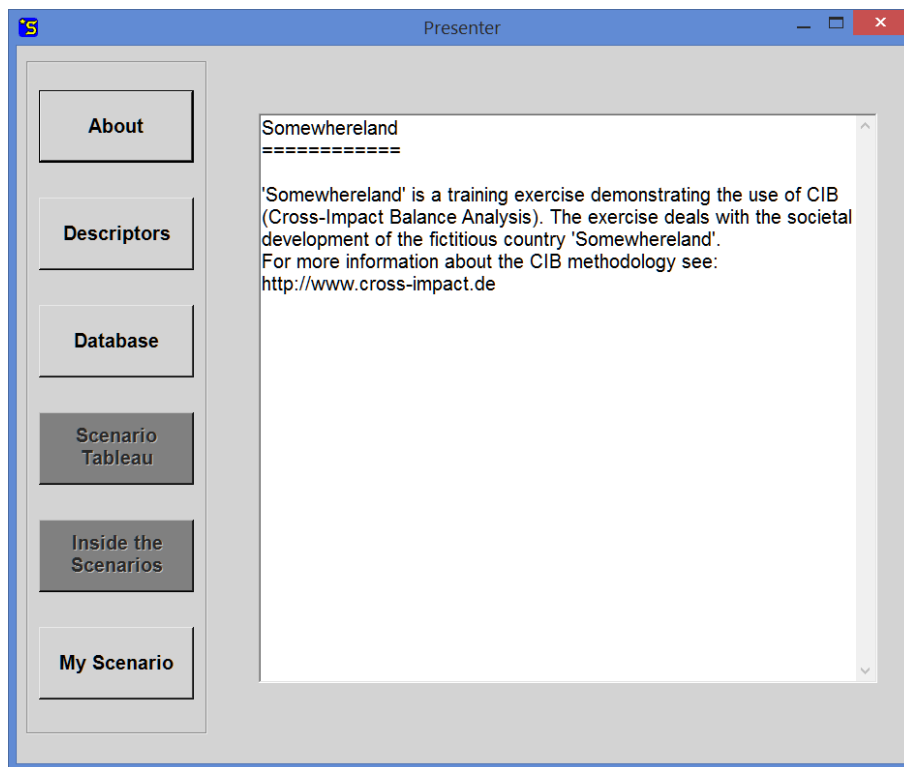 Presenter
About
Descriptors
Database
Scenario
Tableau
Inside the
Scenarios
My Scenario
Somewhereland
============
'Somewhereland' is a training exercise demonstrating the use of CIB
(Cross-Impact Balance Analysis). The exercise deals with the societal
development of the fictitious country 'Somewhereland'.
For more information about the CIB methodology see:
http://www.cross-impact.de